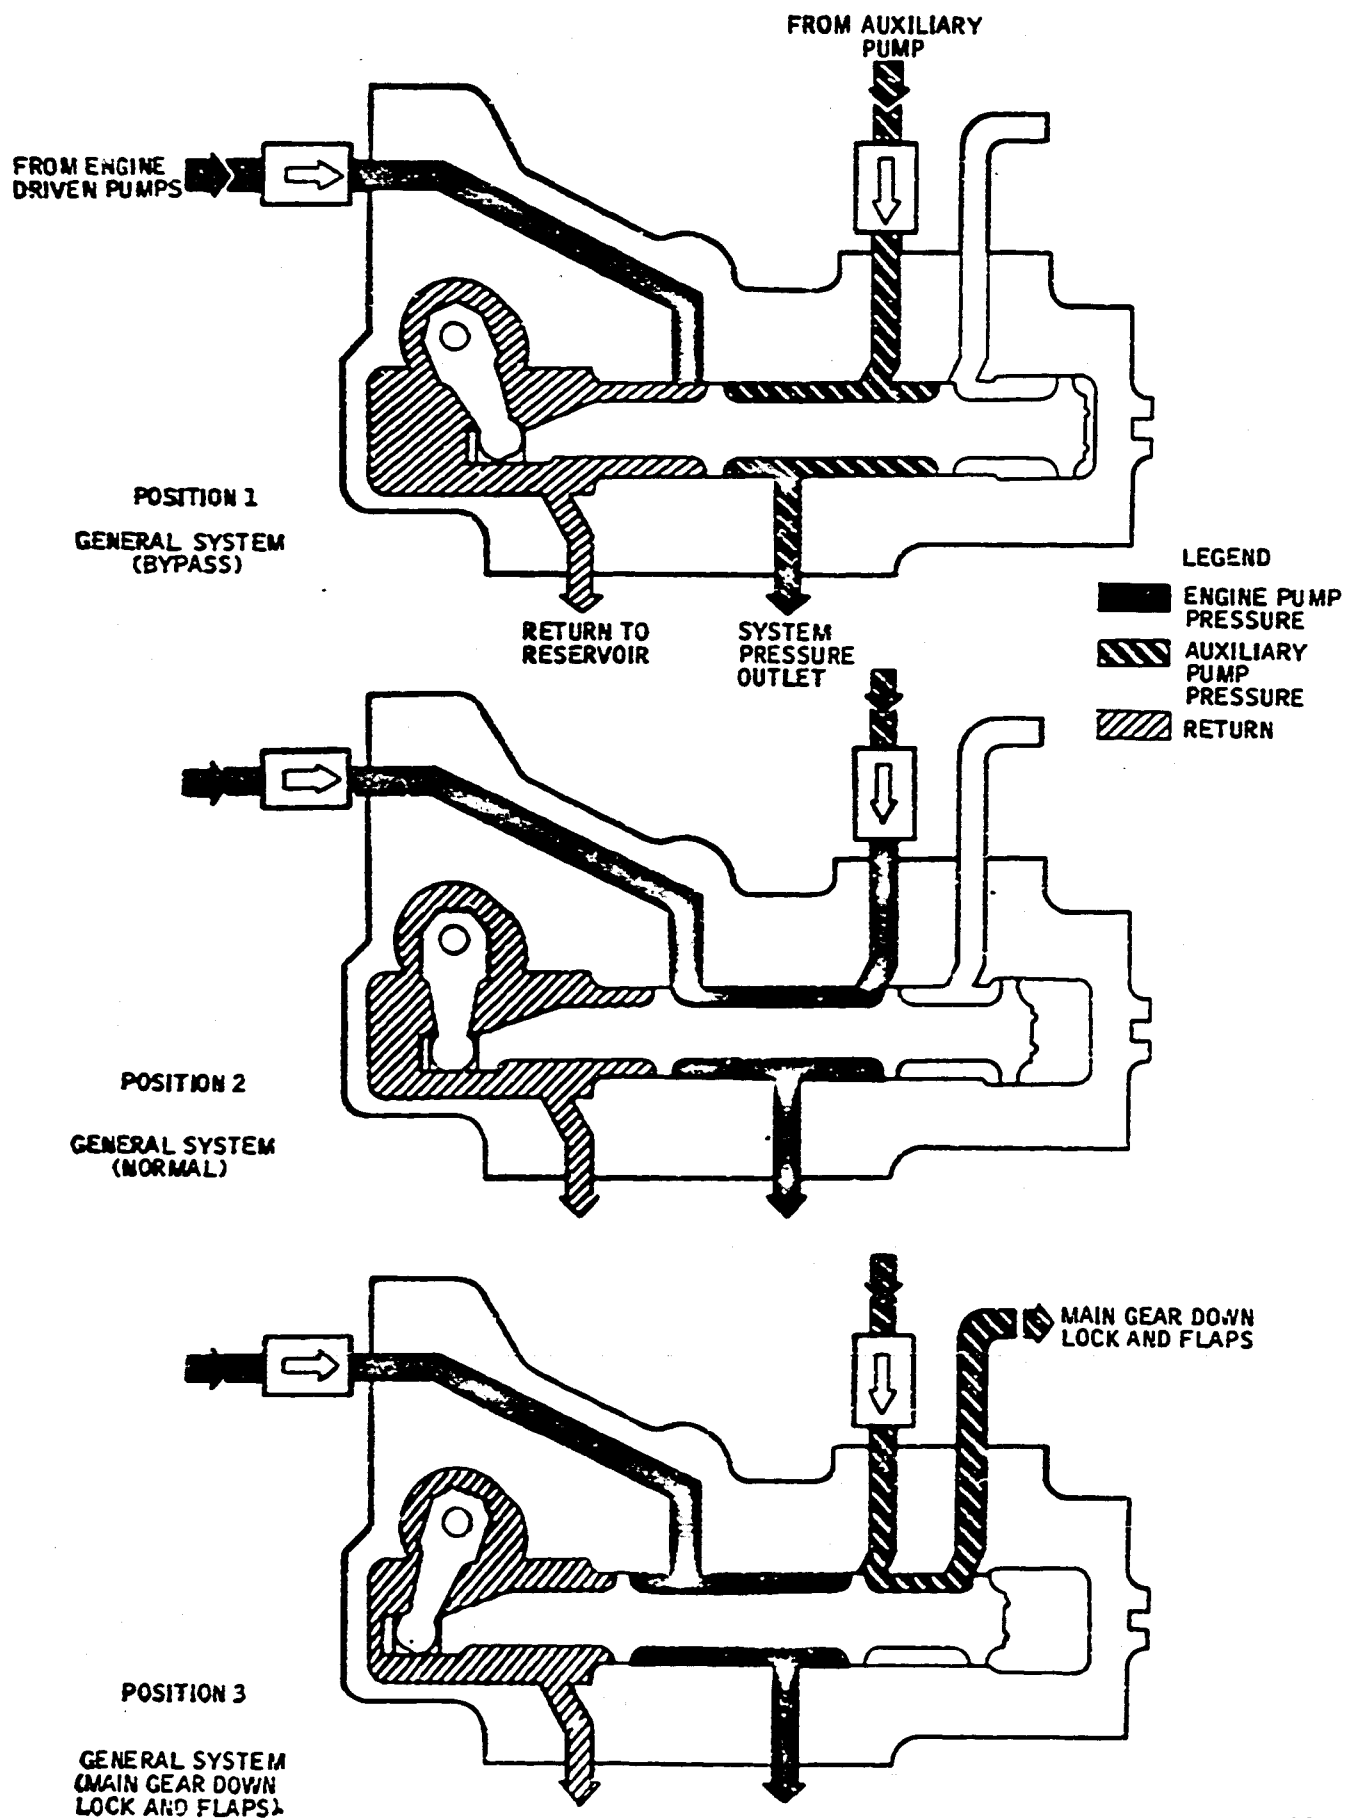 FROM AUXILIARY
PUMP
FROM ENGINE
DRIVEN PUMPS
POSITION 1
GENERAL SYSTEM
(BYPASS)
RETURN TO
RESERVOIR
SYSTEM
PRESSURE
OUTLET
LEGEND
ENGINE PUMP
PRESSURE
AUXILIARY
PUMP
PRESSURE
RETURN
POSITION 2
GENERAL SYSTEM
(NORMAL)
MAIN GEAR DOWN
LOCK AND FLAPS
POSITION 3
GENERAL SYSTEM
(MAIN GEAR DOWN
LOCK AND FLAPS)